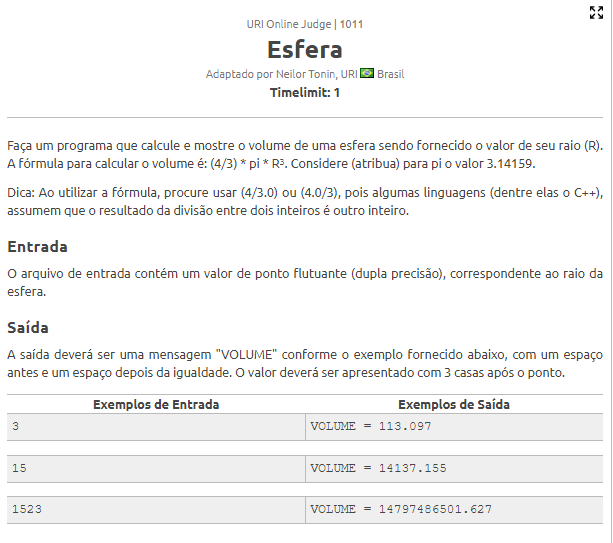 URI Online Judge | 1011
Esfera
Adaptado por Neilor Tonin, URI Brasil
Timelimit: 1
Faça um programa que calcule e mostre o volume de uma esfera sendo fornecido o valor de seu raio (R).
A fórmula para calcular o volume é: (4/3) * pi * R³. Considere (atribua) para pi o valor 3.14159.
Dica: Ao utilizar a fórmula, procure usar (4/3.0) ou (4.0/3), pois algumas linguagens (dentre elas o C++),
assumem que o resultado da divisão entre dois inteiros é outro inteiro.
Entrada
O arquivo de entrada contém um valor de ponto flutuante (dupla precisão), correspondente ao raio da
esfera.
Saída
A saída deverá ser uma mensagem "VOLUME" conforme o exemplo fornecido abaixo, com um espaço
antes e um espaço depois da igualdade. O valor deverá ser apresentado com 3 casas após o ponto.
Exemplos de Entrada Exemplos de Saída
3 VOLUME = 113.097
15 VOLUME = 14137.155
1523 VOLUME = 14797486501.627